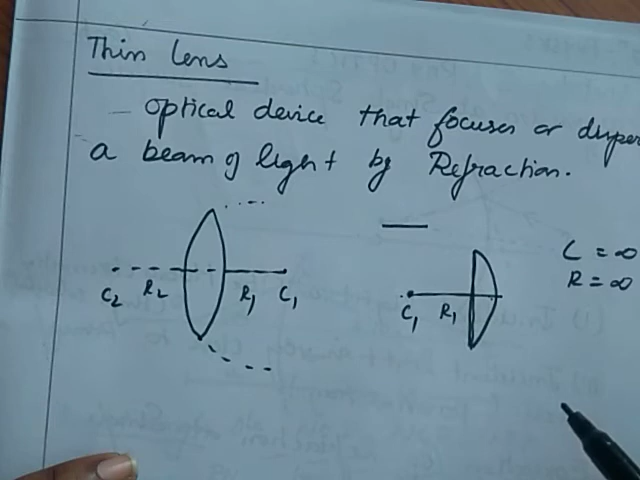 Thin Lens
- Optical device that focuses or disper
a beam of light by Refraction.
C = ∞
R = ∞
C2 R2 R1 C1
C1 R1